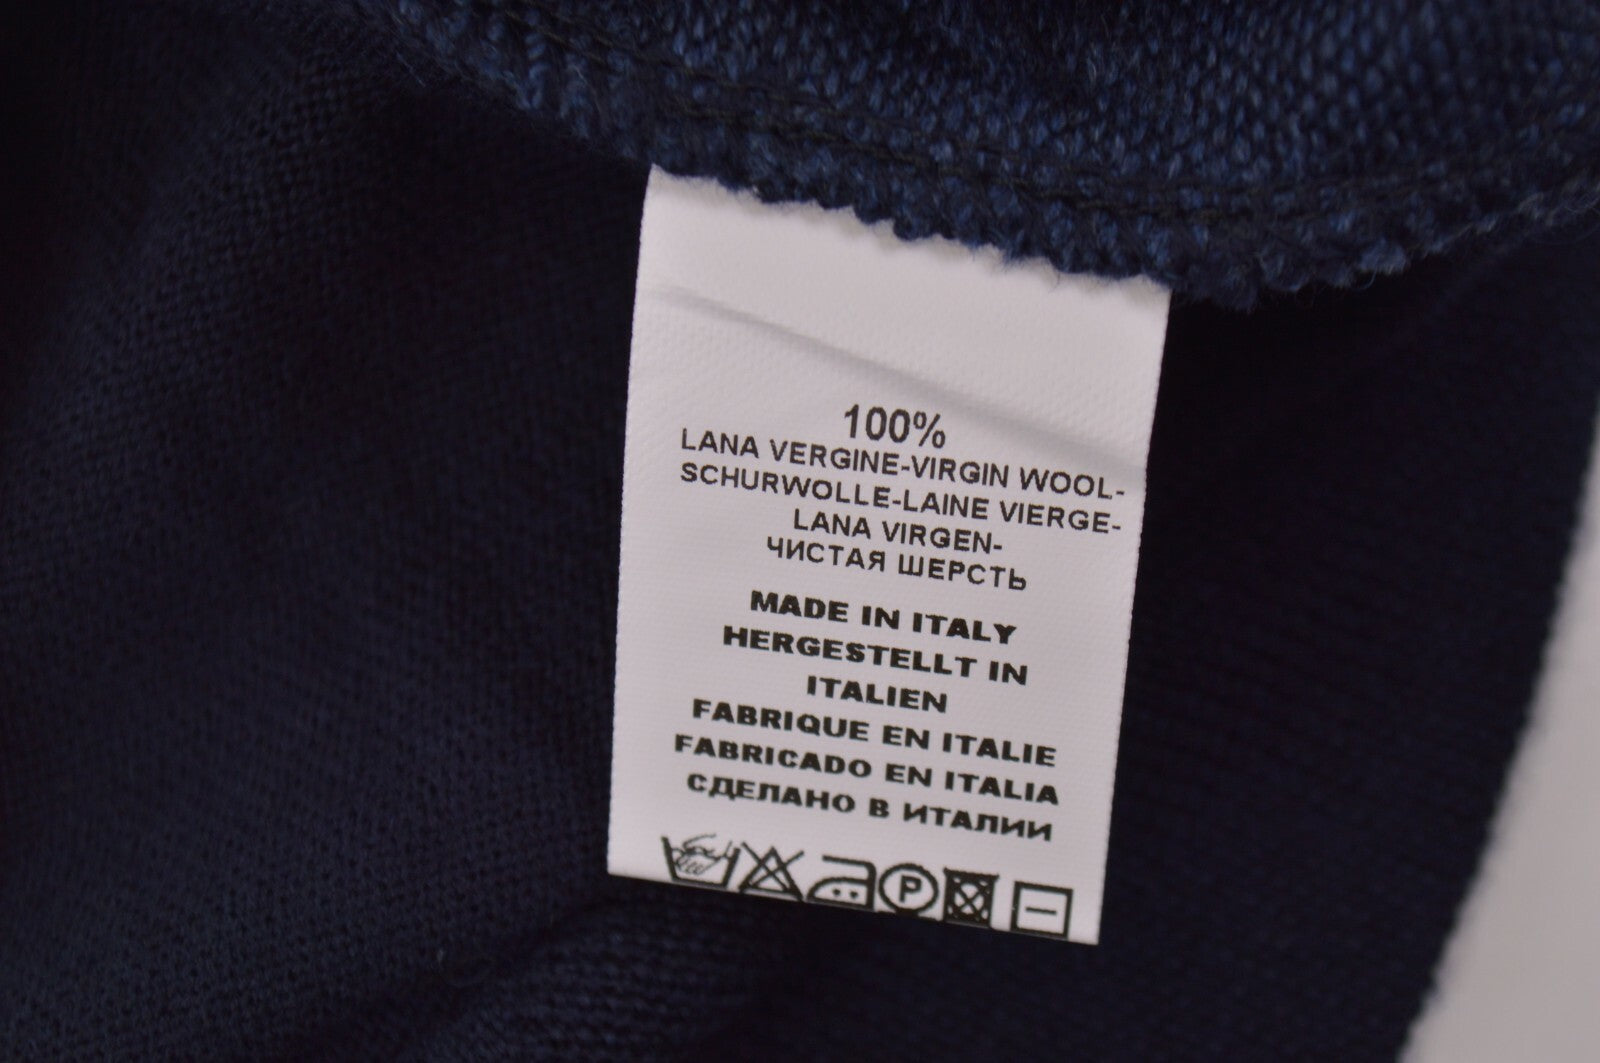 100%
LANA VERGINE-VIRGIN WOOL-
SCHURWOLLE-LAINE VIERGE-
LANA VIRGEN-
ЧИСТАЯ ШЕРСТЬ
MADE IN ITALY
HERGESTELLT IN
ITALIEN
FABRIQUE EN ITALIE
FABRICADO EN ITALIA
СДЕЛАНО В ИТАЛИИ
P